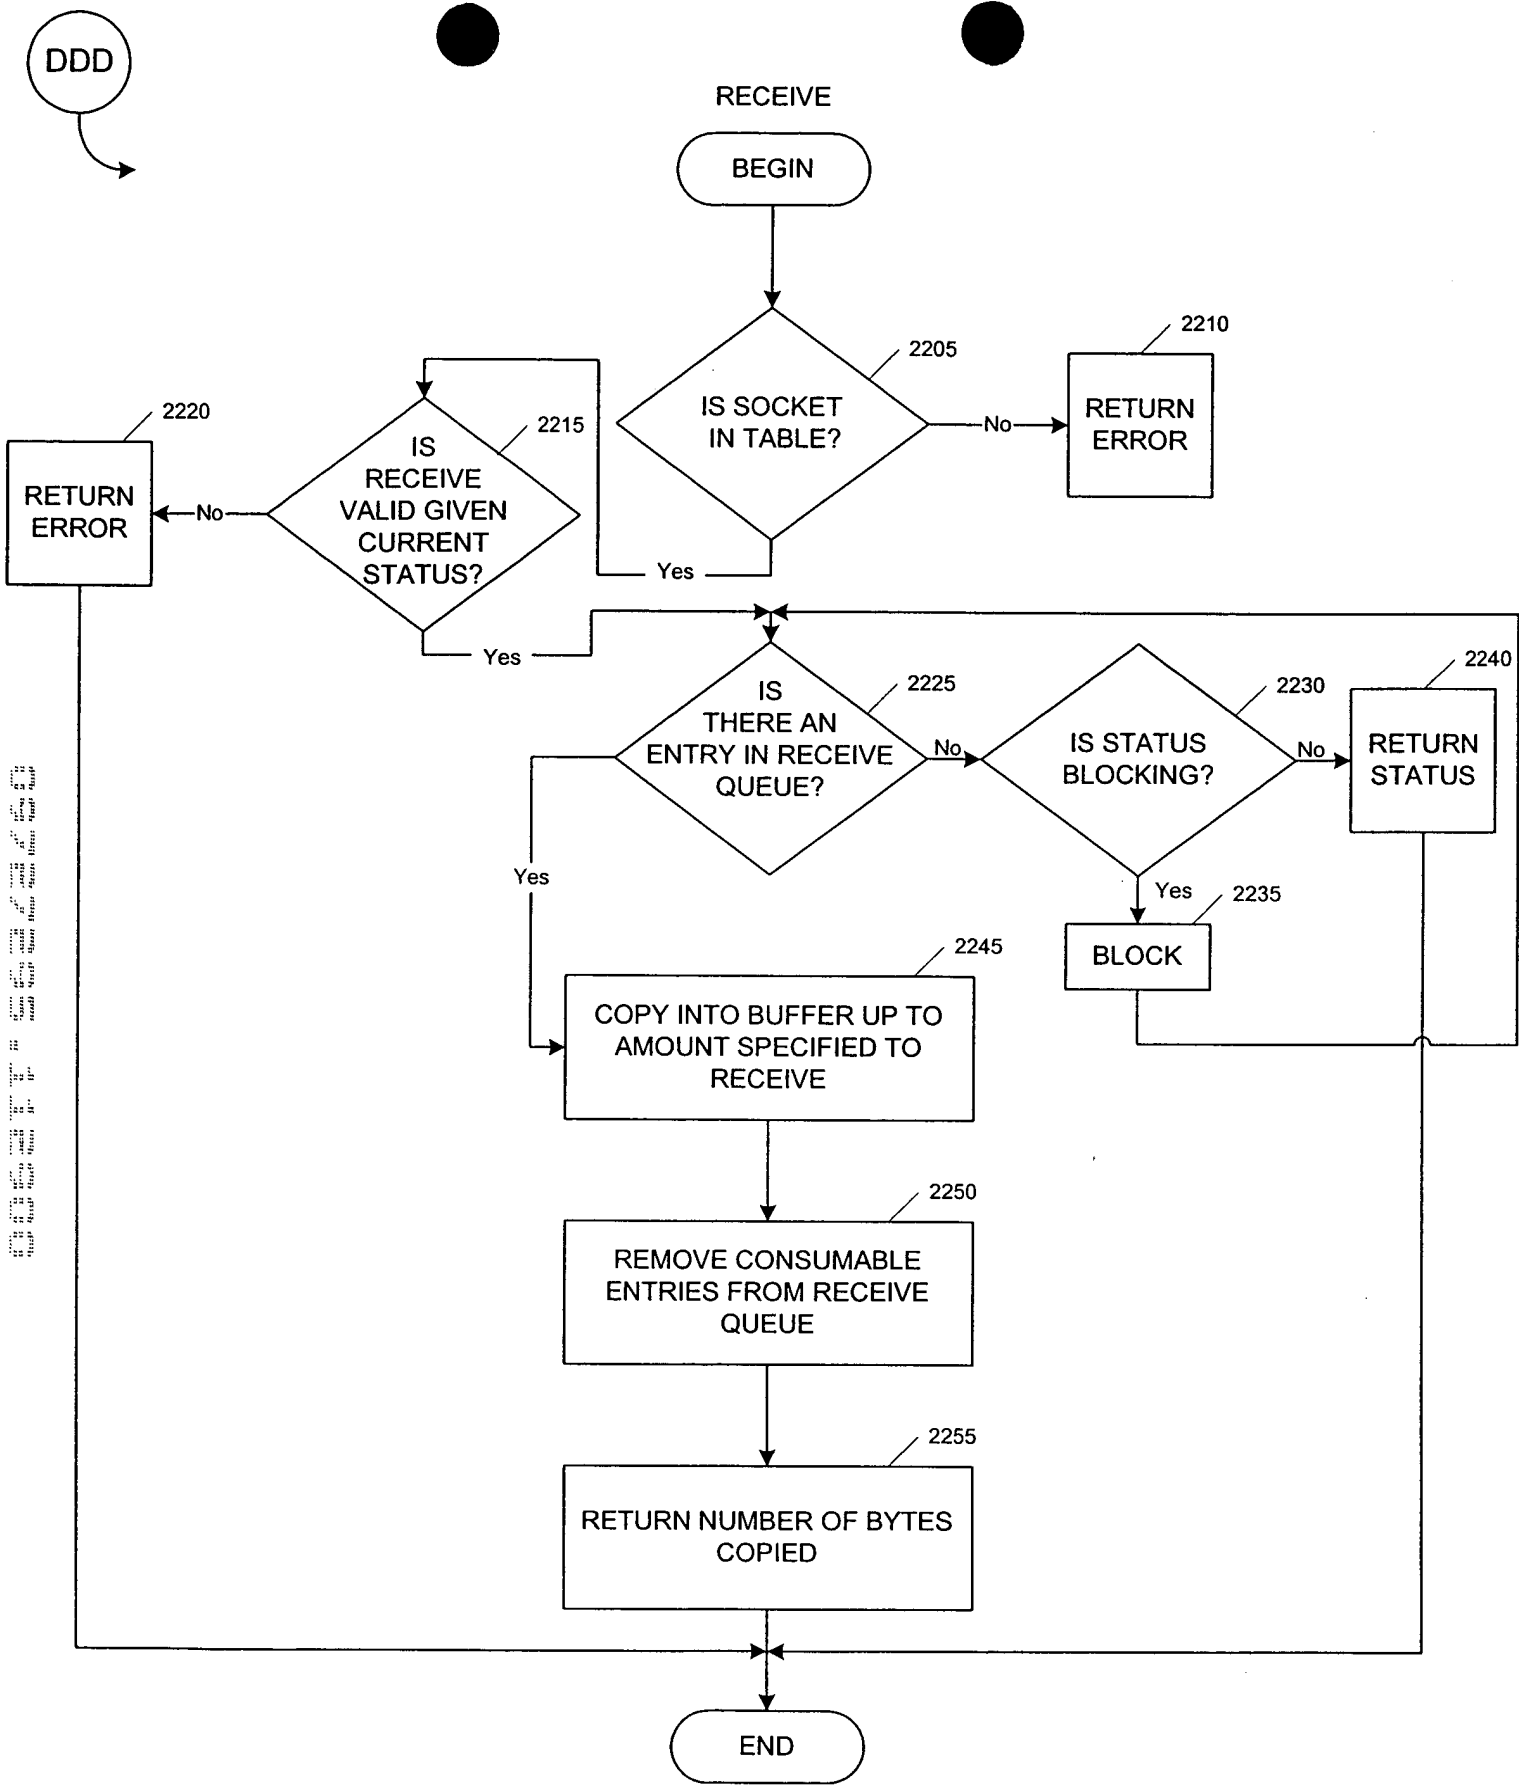 DDD
RECEIVE
BEGIN
2205
IS SOCKET
IN TABLE?
No
2210
RETURN
ERROR
Yes
2215
IS
RECEIVE
VALID GIVEN
CURRENT
STATUS?
No
2220
RETURN
ERROR
Yes
2225
IS
THERE AN
ENTRY IN RECEIVE
QUEUE?
No
2230
IS STATUS
BLOCKING?
No
2240
RETURN
STATUS
Yes
2235
BLOCK
Yes
2245
COPY INTO BUFFER UP TO
AMOUNT SPECIFIED TO
RECEIVE
2250
REMOVE CONSUMABLE
ENTRIES FROM RECEIVE
QUEUE
2255
RETURN NUMBER OF BYTES
COPIED
END